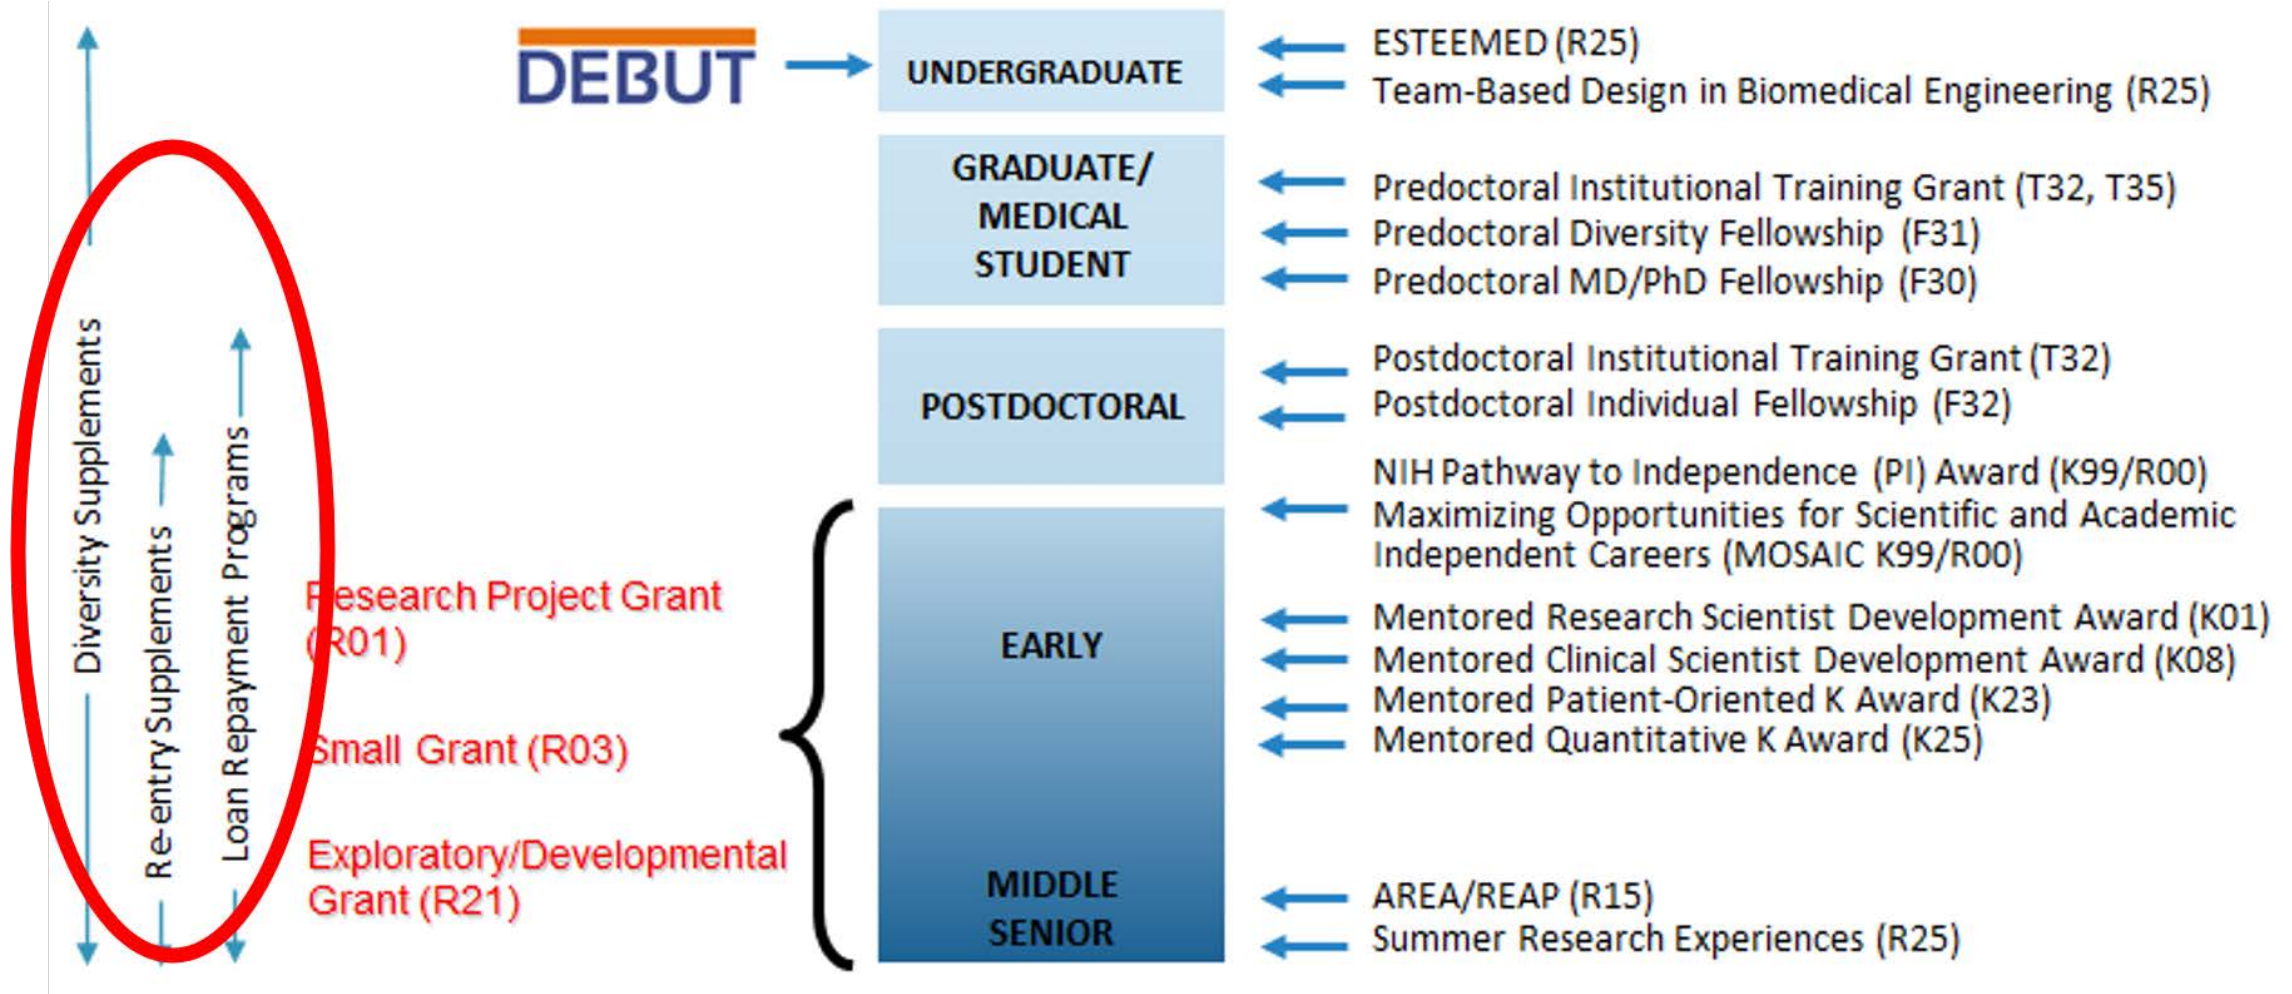 Diversity Supplements
Re-entry Supplements
Loan Repayment Programs
DEBUT
Research Project Grant
(R01)
Small Grant (R03)
Exploratory/Developmental
Grant (R21)
UNDERGRADUATE
GRADUATE/
MEDICAL
STUDENT
POSTDOCTORAL
EARLY
MIDDLE
SENIOR
ESTEEMED (R25)
Team-Based Design in Biomedical Engineering (R25)
Predoctoral Institutional Training Grant (T32, T35)
Predoctoral Diversity Fellowship (F31)
Predoctoral MD/PhD Fellowship (F30)
Postdoctoral Institutional Training Grant (T32)
Postdoctoral Individual Fellowship (F32)
NIH Pathway to Independence (PI) Award (K99/R00)
Maximizing Opportunities for Scientific and Academic
Independent Careers (MOSAIC K99/R00)
Mentored Research Scientist Development Award (K01)
Mentored Clinical Scientist Development Award (K08)
Mentored Patient-Oriented K Award (K23)
Mentored Quantitative K Award (K25)
AREA/REAP (R15)
Summer Research Experiences (R25)